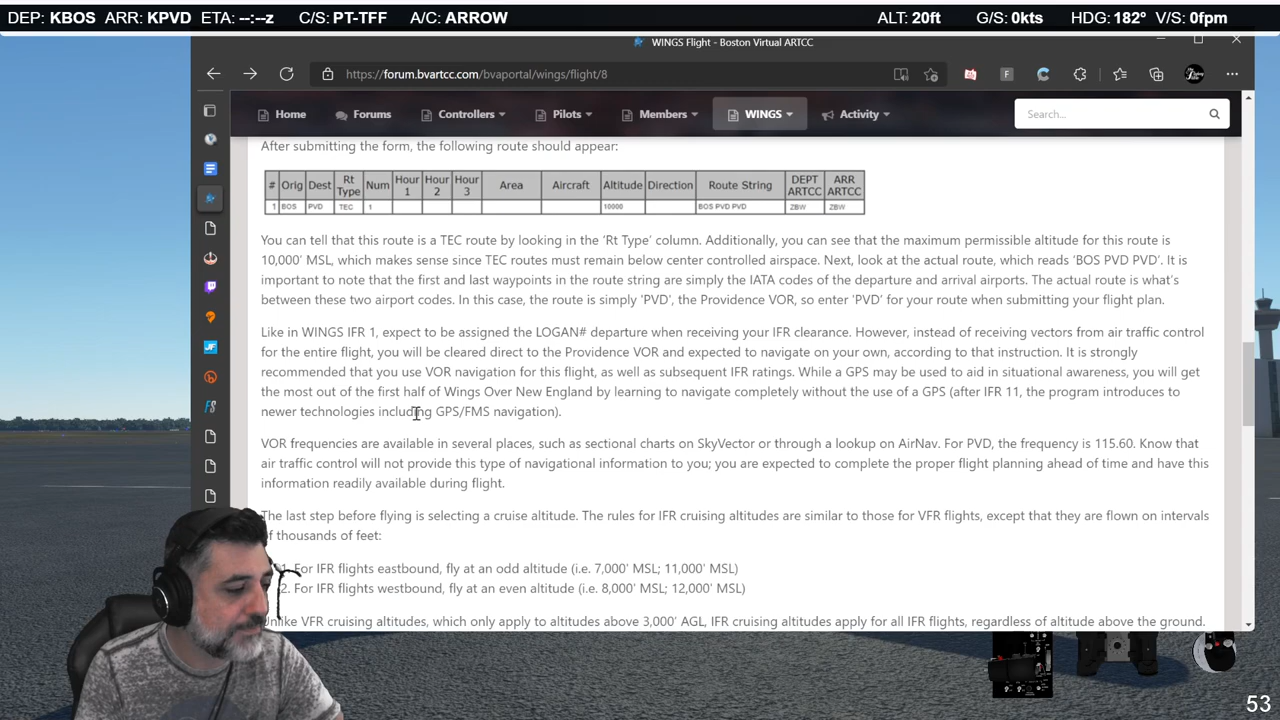 DEP: KBOS ARR: KPVD ETA: --:--z C/S: PT-TFF A/C: ARROW ALT: 20ft G/S: 0kts HDG: 182° V/S: 0fpm
WINGS Flight - Boston Virtual ARTCC
https://forum.bvartcc.com/bvaportal/wings/flight/8
Home Forums Controllers Pilots Members WINGS Activity Search...
After submitting the form, the following route should appear:
# Orig Dest Rt Type Num Hour 1 Hour 2 Hour 3 Area Aircraft Altitude Direction Route String DEPT ARTCC ARR ARTCC
1 BOS PVD TEC 1 10000 BOS PVD PVD ZBW ZBW
You can tell that this route is a TEC route by looking in the ‘Rt Type’ column. Additionally, you can see that the maximum permissible altitude for this route is
10,000’ MSL, which makes sense since TEC routes must remain below center controlled airspace. Next, look at the actual route, which reads ‘BOS PVD PVD’. It is
important to note that the first and last waypoints in the route string are simply the IATA codes of the departure and arrival airports. The actual route is what’s
between these two airport codes. In this case, the route is simply ‘PVD’, the Providence VOR, so enter ‘PVD’ for your route when submitting your flight plan.
Like in WINGS IFR 1, expect to be assigned the LOGAN# departure when receiving your IFR clearance. However, instead of receiving vectors from air traffic control
for the entire flight, you will be cleared direct to the Providence VOR and expected to navigate on your own, according to that instruction. It is strongly
recommended that you use VOR navigation for this flight, as well as subsequent IFR ratings. While a GPS may be used to aid in situational awareness, you will get
the most out of the first half of Wings Over New England by learning to navigate completely without the use of a GPS (after IFR 11, the program introduces to
newer technologies including GPS/FMS navigation).
VOR frequencies are available in several places, such as sectional charts on SkyVector or through a lookup on AirNav. For PVD, the frequency is 115.60. Know that
air traffic control will not provide this type of navigational information to you; you are expected to complete the proper flight planning ahead of time and have this
information readily available during flight.
The last step before flying is selecting a cruise altitude. The rules for IFR cruising altitudes are similar to those for VFR flights, except that they are flown on intervals
of thousands of feet:
1. For IFR flights eastbound, fly at an odd altitude (i.e. 7,000’ MSL; 11,000’ MSL)
2. For IFR flights westbound, fly at an even altitude (i.e. 8,000’ MSL; 12,000’ MSL)
Unlike VFR cruising altitudes, which only apply to altitudes above 3,000’ AGL, IFR cruising altitudes apply for all IFR flights, regardless of altitude above the ground.
53